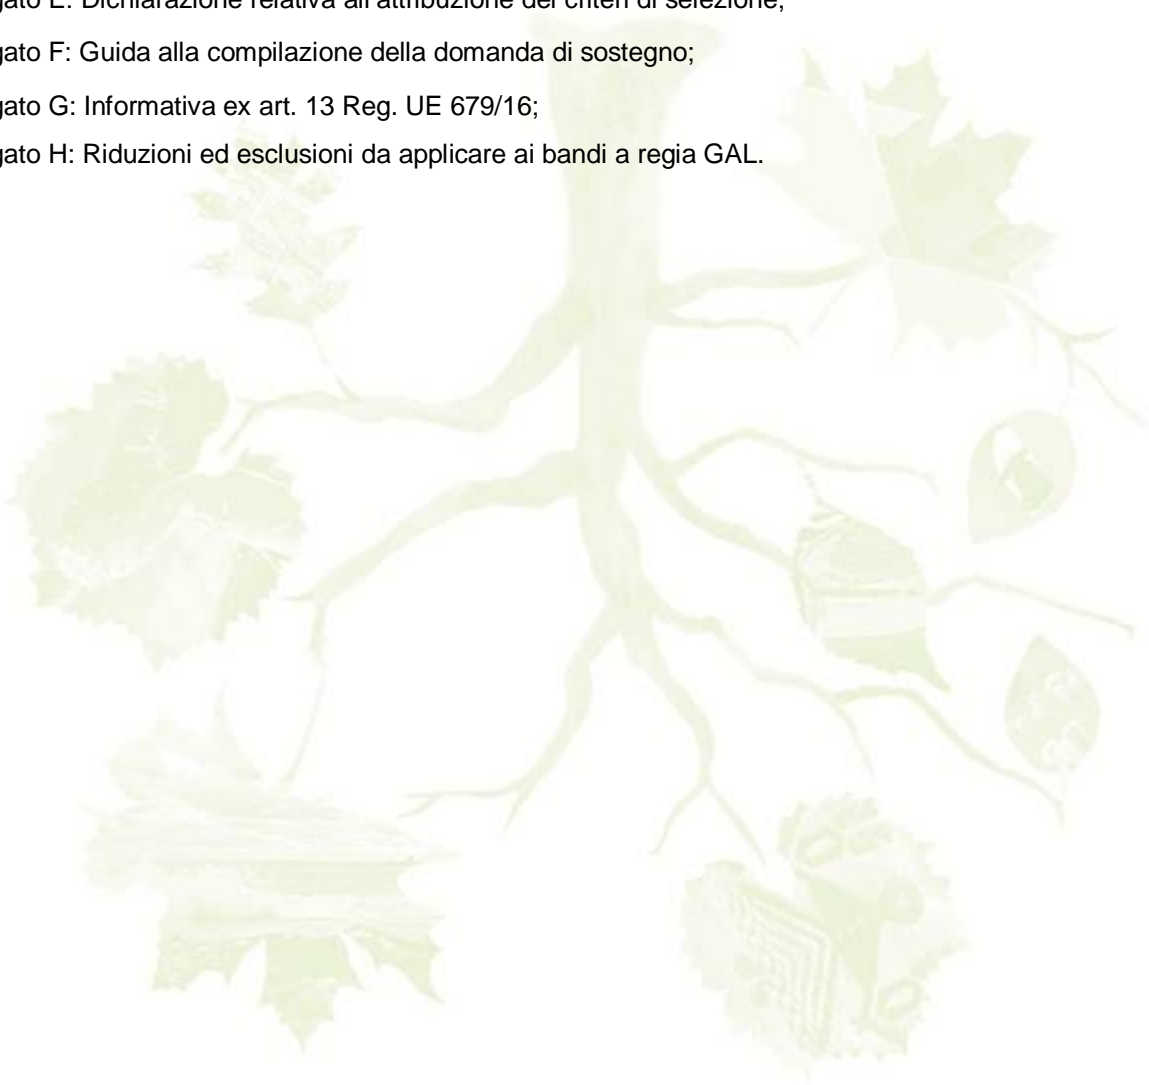 gato E: Dichiarazione relativa all'attribuzione dei criteri di selezione;
gato F: Guida alla compilazione della domanda di sostegno;
gato G: Informativa ex art. 13 Reg. UE 679/16;
gato H: Riduzioni ed esclusioni da applicare ai bandi a regia GAL.